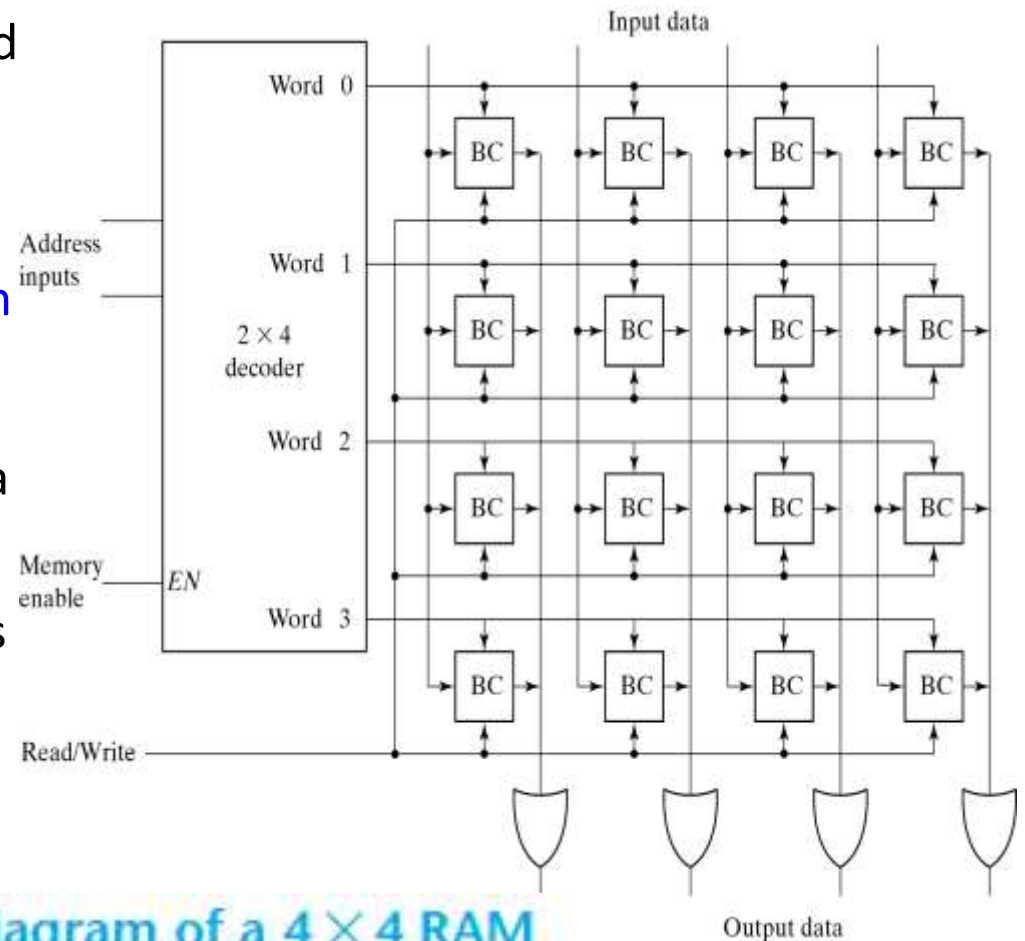 Input data
d
Word 0
BC BC BC BC
Address
inputs
n
Word 1
2 × 4
decoder
BC BC BC BC
Word 2
a
BC BC BC BC
Memory
enable
EN
s
Word 3
BC BC BC BC
Read/Write
Output data
agram of a 4 × 4 RAM